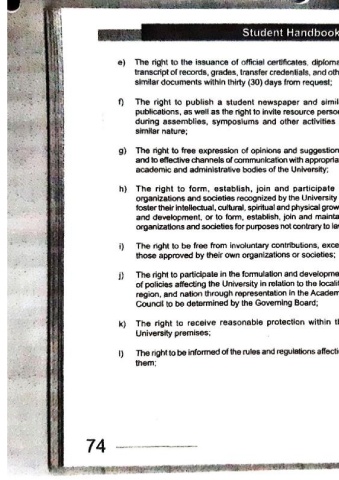 Student Handbook
e) The right to the issuance of official certificates, diploma
transcript of records, grades, transfer credentials, and oth
similar documents within thirty (30) days from request;
f) The right to publish a student newspaper and simil
publications, as well as the right to invite resource perso
during assemblies, symposiums and other activities
similar nature;
g) The right to free expression of opinions and suggestion
and to effective channels of communication with appropria
academic and administrative bodies of the University;
h) The right to form, establish, join and participate
organizations and societies recognized by the University
foster their intellectual, cultural, spiritual and physical grow
and development, or to form, establish, join and mainta
organizations and societies for purposes not contrary to la
i) The right to be free from involuntary contributions, exce
those approved by their own organizations or societies;
j) The right to participate in the formulation and developme
of policies affecting the University in relation to the localit
region, and nation through representation in the Academ
Council to be determined by the Governing Board;
k) The right to receive reasonable protection within th
University premises;
l) The right to be informed of the rules and regulations affecti
them;
74